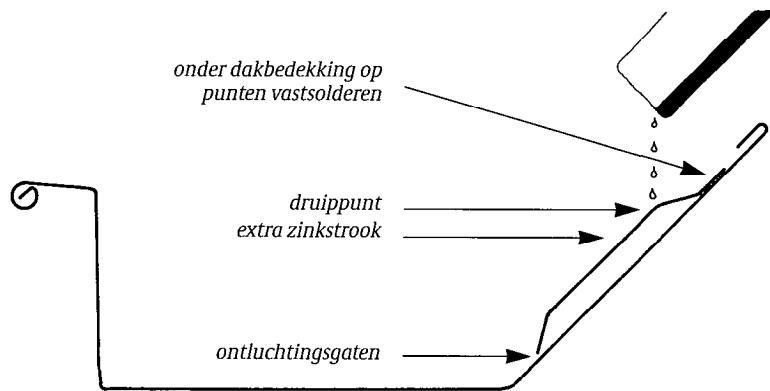 onder dakbedekking op
punten vastsolderen
druippunt
extra zinkstrook
ontluchtingsgaten